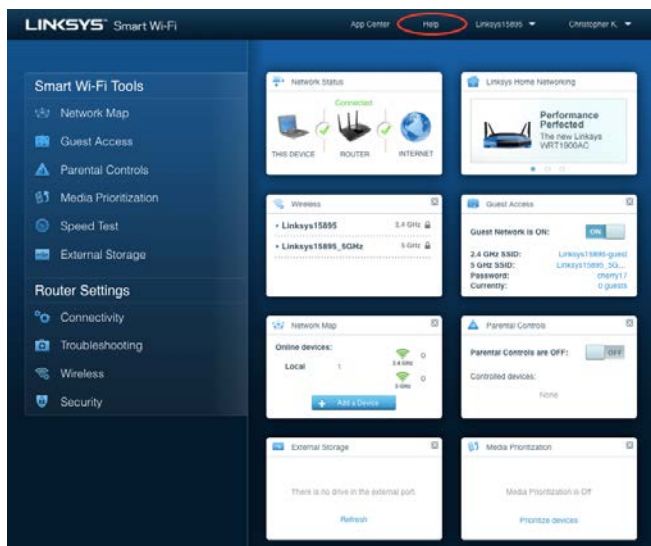 LINKSYS Smart Wi-Fi
App Center Help Linksys15895 Christopher K.
Smart Wi-Fi Tools
Network Map
Guest Access
Parental Controls
Media Prioritization
Speed Test
External Storage
Router Settings
Connectivity
Troubleshooting
Wireless
Security
Network Status
Connected
THIS DEVICE ROUTER INTERNET
Linksys Home Networking
Performance
Perfected
The new Linksys
WRT1900AC
Wireless
Linksys15895 2.4 GHz
Linksys15895_5GHz 5 GHz
Guest Access
Guest Network is ON: ON
2.4 GHz SSID: Linksys15895-guest
5 GHz SSID: Linksys15895_5G...
Password: cherry17
Currently: 0 guests
Network Map
Online devices:
Local 1
0
2.4 GHz
0
5 GHz
+ Add a Device
Parental Controls
Parental Controls are OFF: OFF
Controlled devices:
None
External Storage
There is no drive in the external port.
Refresh
Media Prioritization
Media Prioritization is Off
Prioritize devices